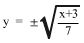 y = ±√((x+3)/7)